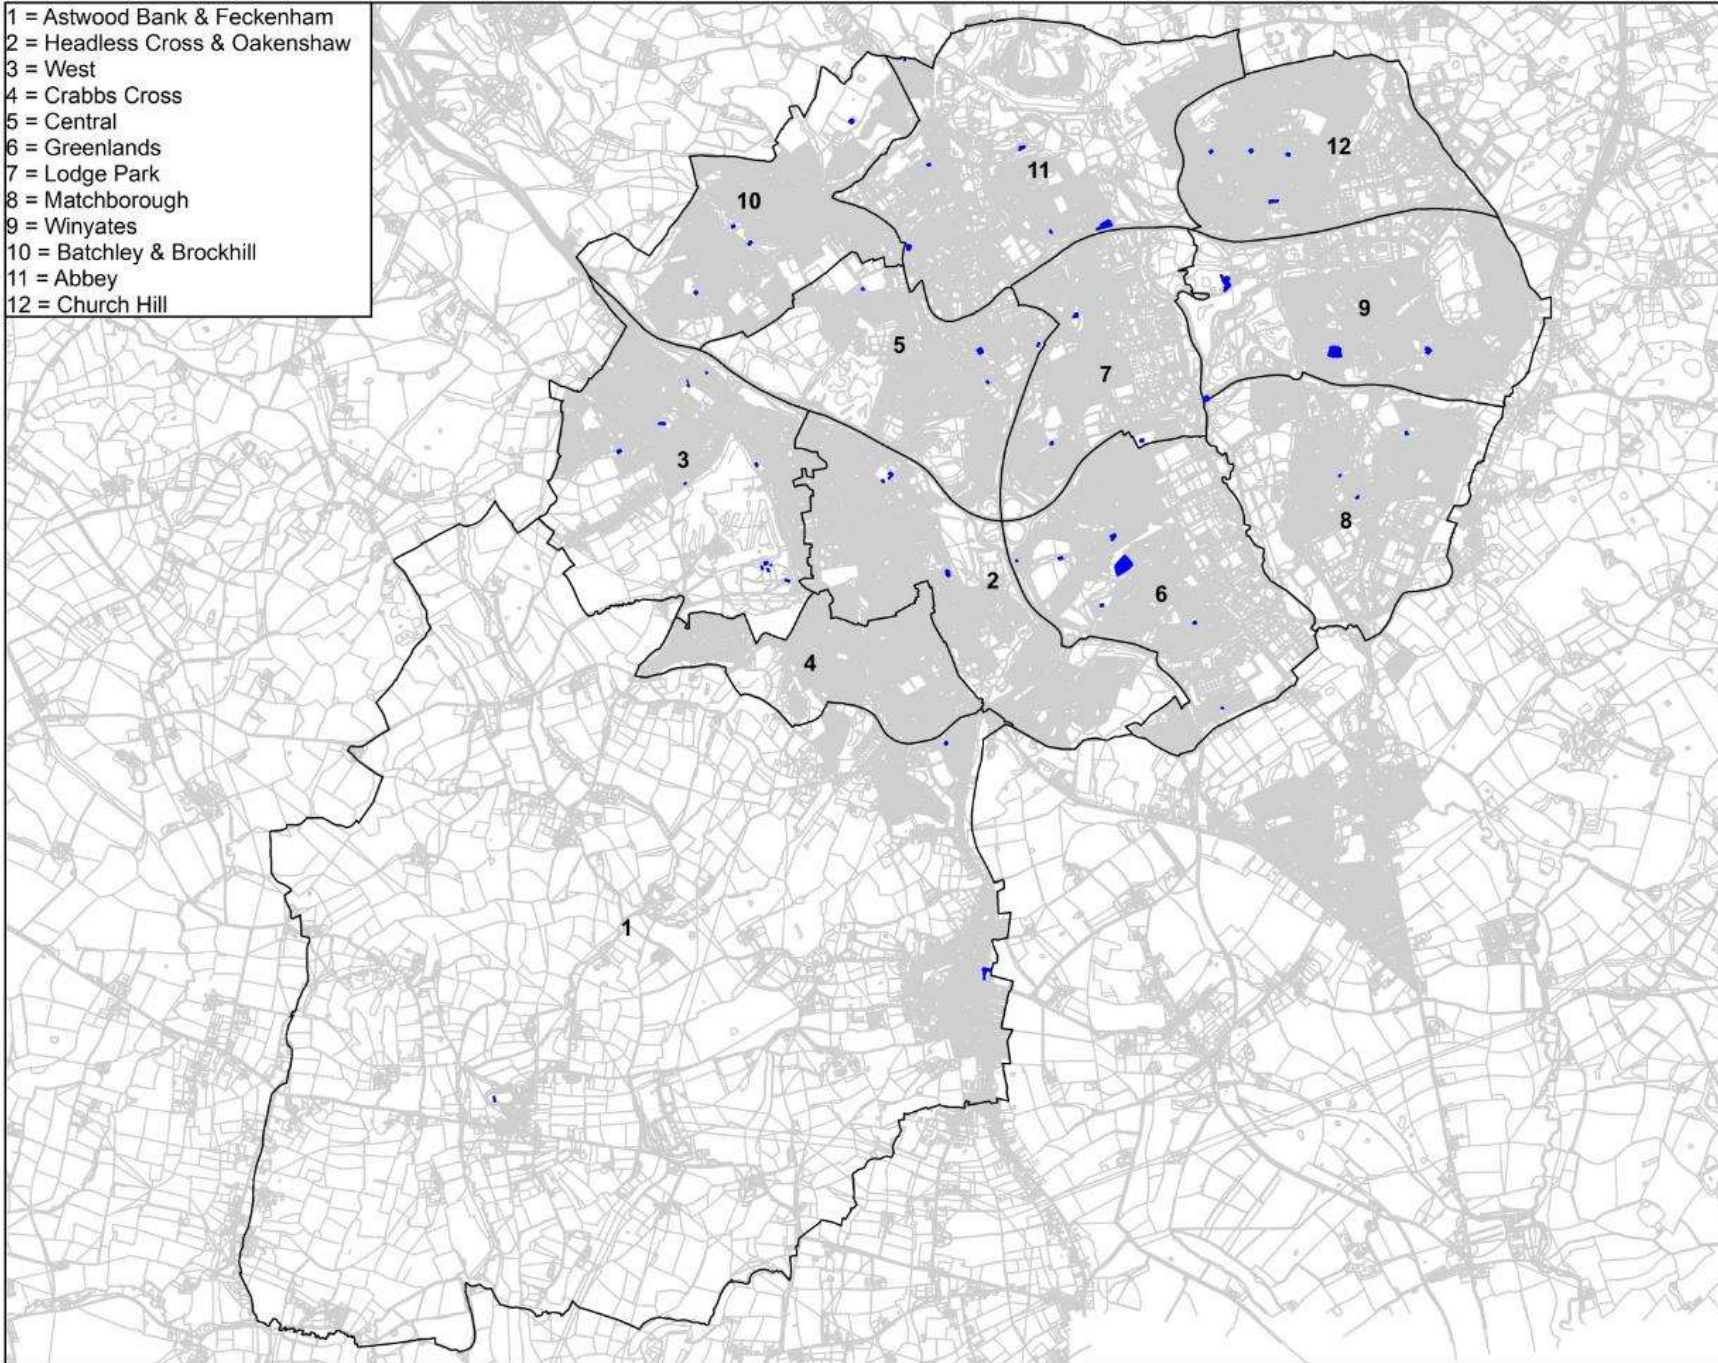 1 = Astwood Bank & Feckenham
2 = Headless Cross & Oakenshaw
3 = West
4 = Crabbs Cross
5 = Central
6 = Greenlands
7 = Lodge Park
8 = Matchborough
9 = Winyates
10 = Batchley & Brockhill
11 = Abbey
12 = Church Hill
12
11
10
9
5
7
3
8
2
6
4
1